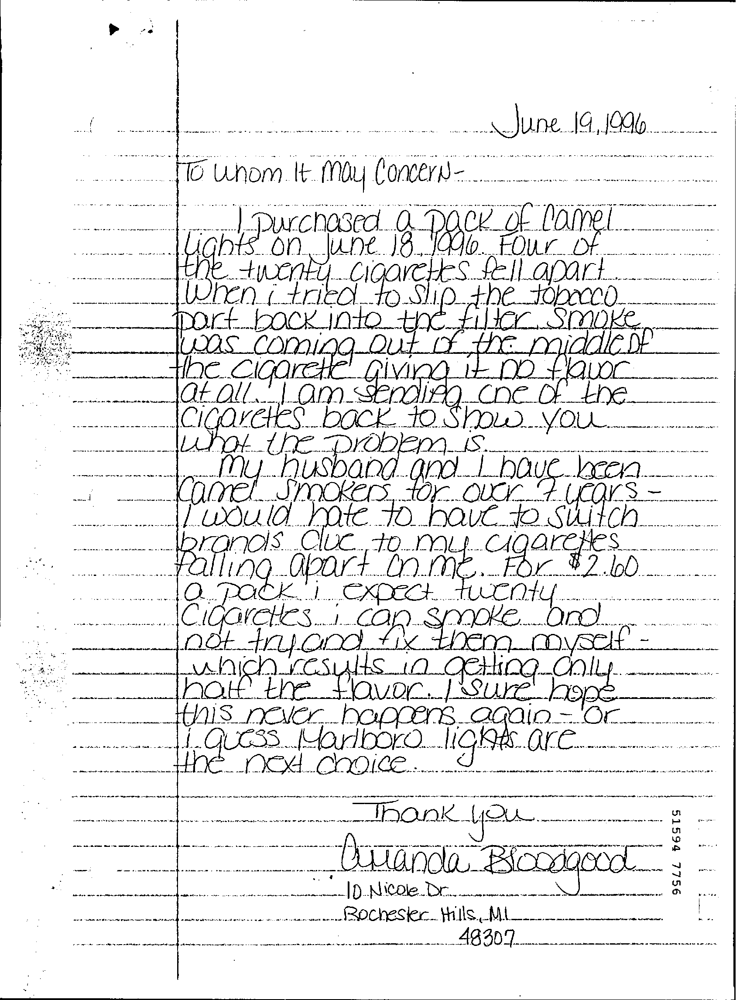 June 19, 1996
To Whom It May Concern-
I purchased a pack of Camel
Lights on June 18, 1996. Four of
the twenty cigarettes fell apart.
When i tried to slip the tobacco
part back into the filter, smoke
was coming out of the middle of
the cigarette giving it no flavor
at all. I am sending one of the
cigarettes back to show you
what the problem is.
My husband and I have been
Camel Smokers for over 7 years-
I would hate to have to switch
brands due to my cigarettes
falling apart on me. For $2.60
a pack i expect twenty
Cigarettes i can smoke and
not try and fix them myself-
which results in getting only
half the flavor. I sure hope
this never happens again - or
i guess Marlboro lights are
the next choice.
Thank you
Amanda Bloodgood
10 Nicole Dr.
Rochester Hills, MI
48307
51594 7756